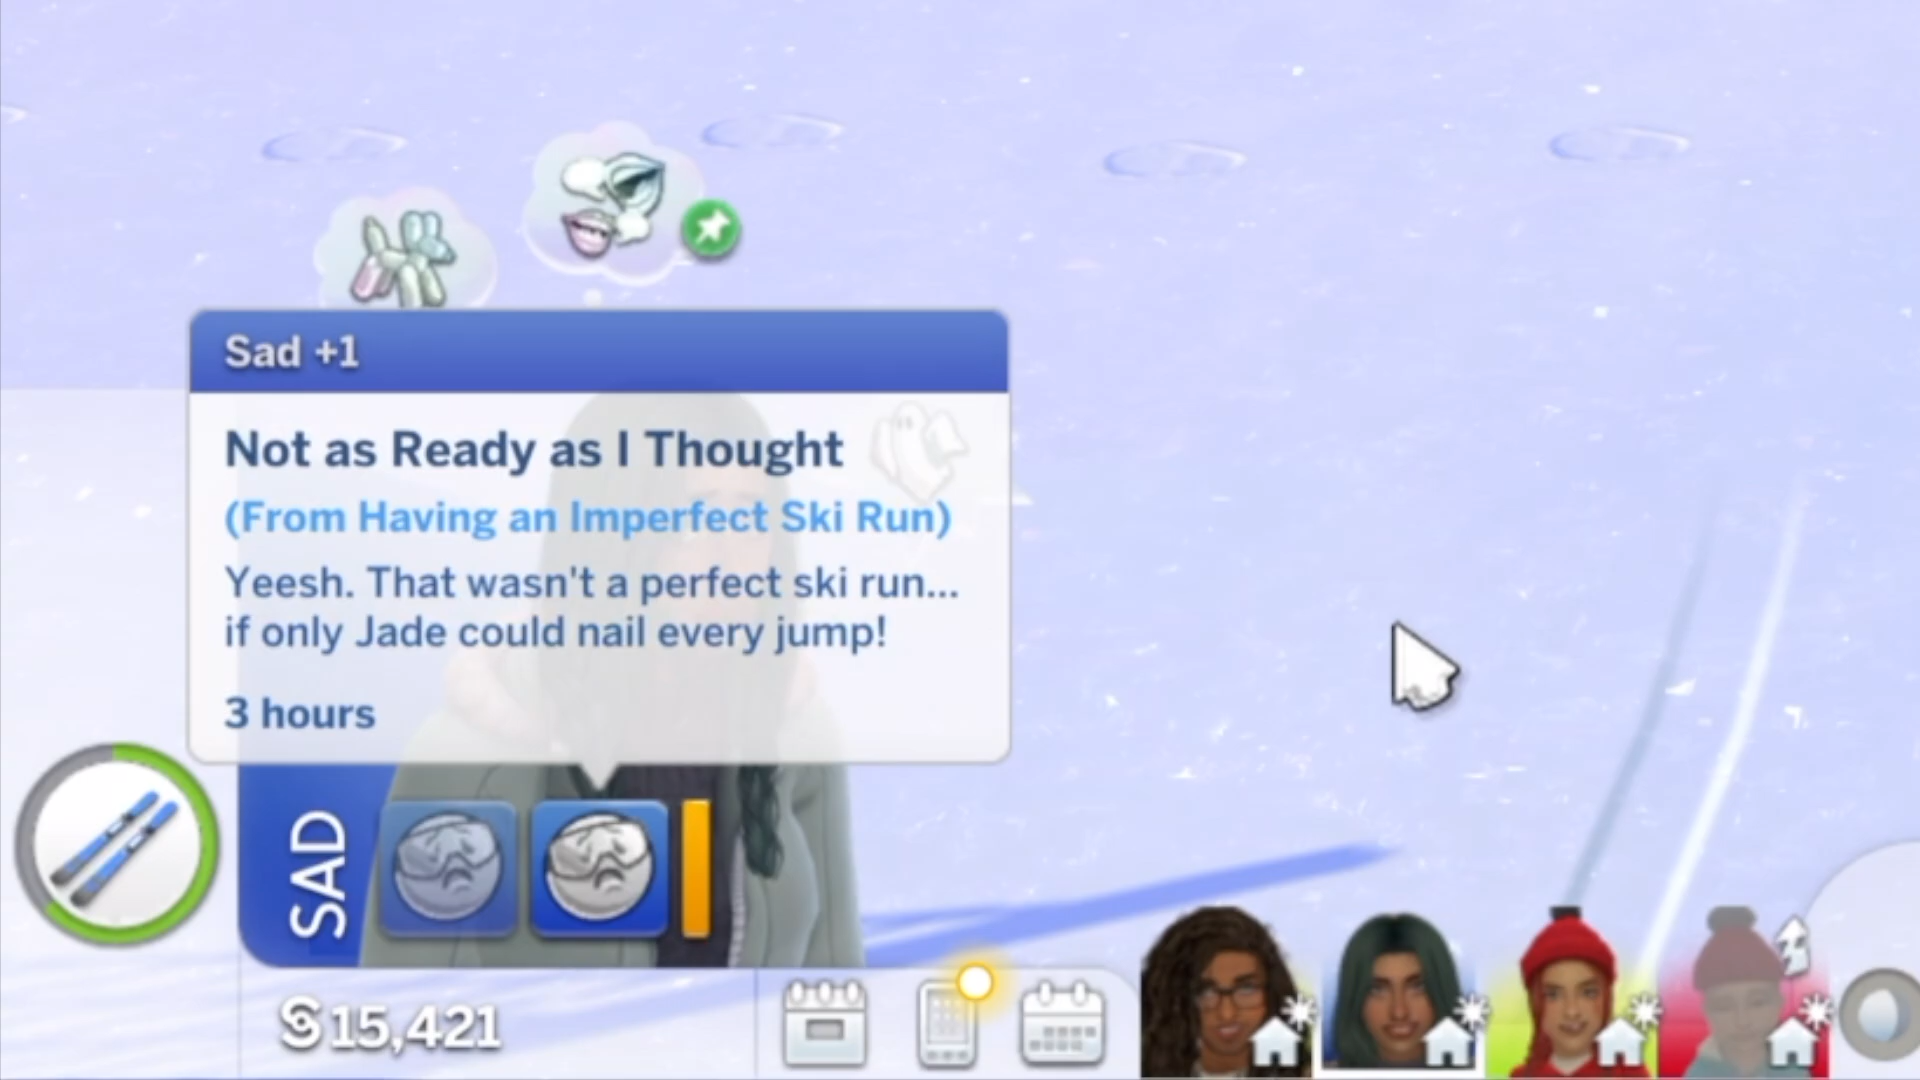 Sad +1
Not as Ready as I Thought
(From Having an Imperfect Ski Run)
Yeesh. That wasn't a perfect ski run...
if only Jade could nail every jump!
3 hours
SAD
§15,421